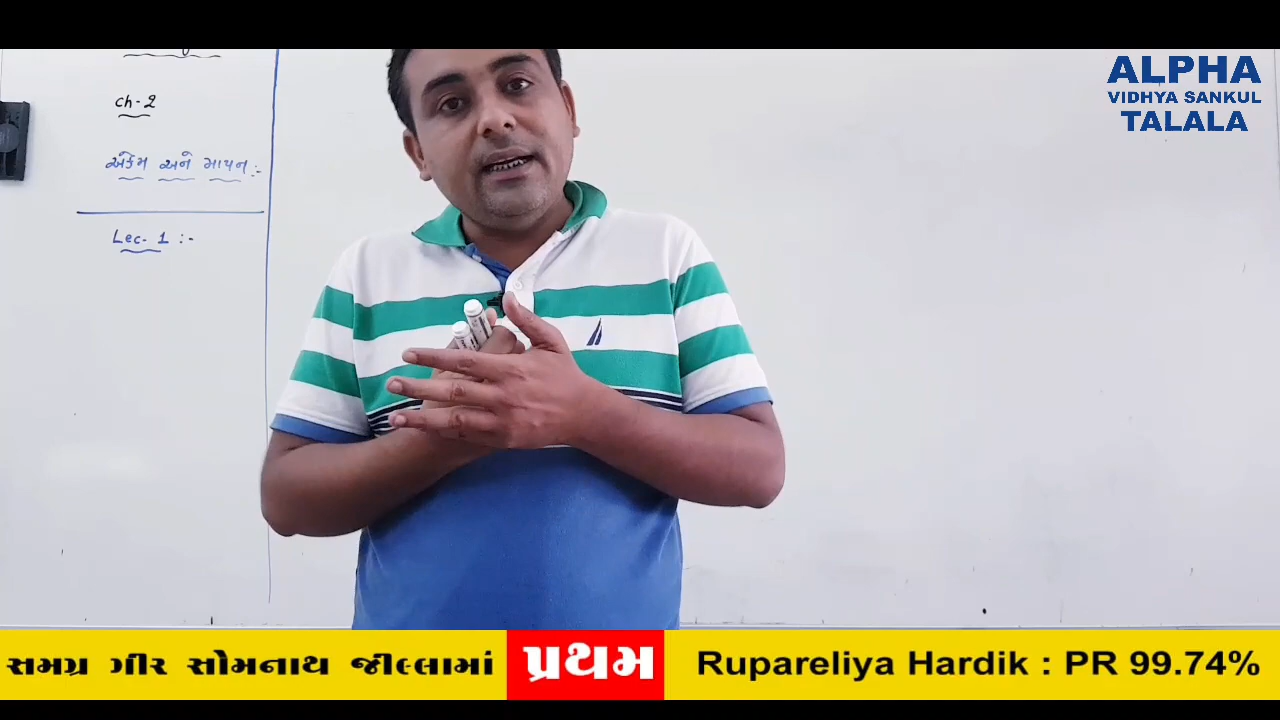 ch-2
એકમ અને માપન :-
Lec- 1 :-
ALPHA
VIDHYA SANKUL
TALALA
સમગ્ર ગીર સોમનાથ જીલ્લામાં પ્રથમ Rupareliya Hardik : PR 99.74%